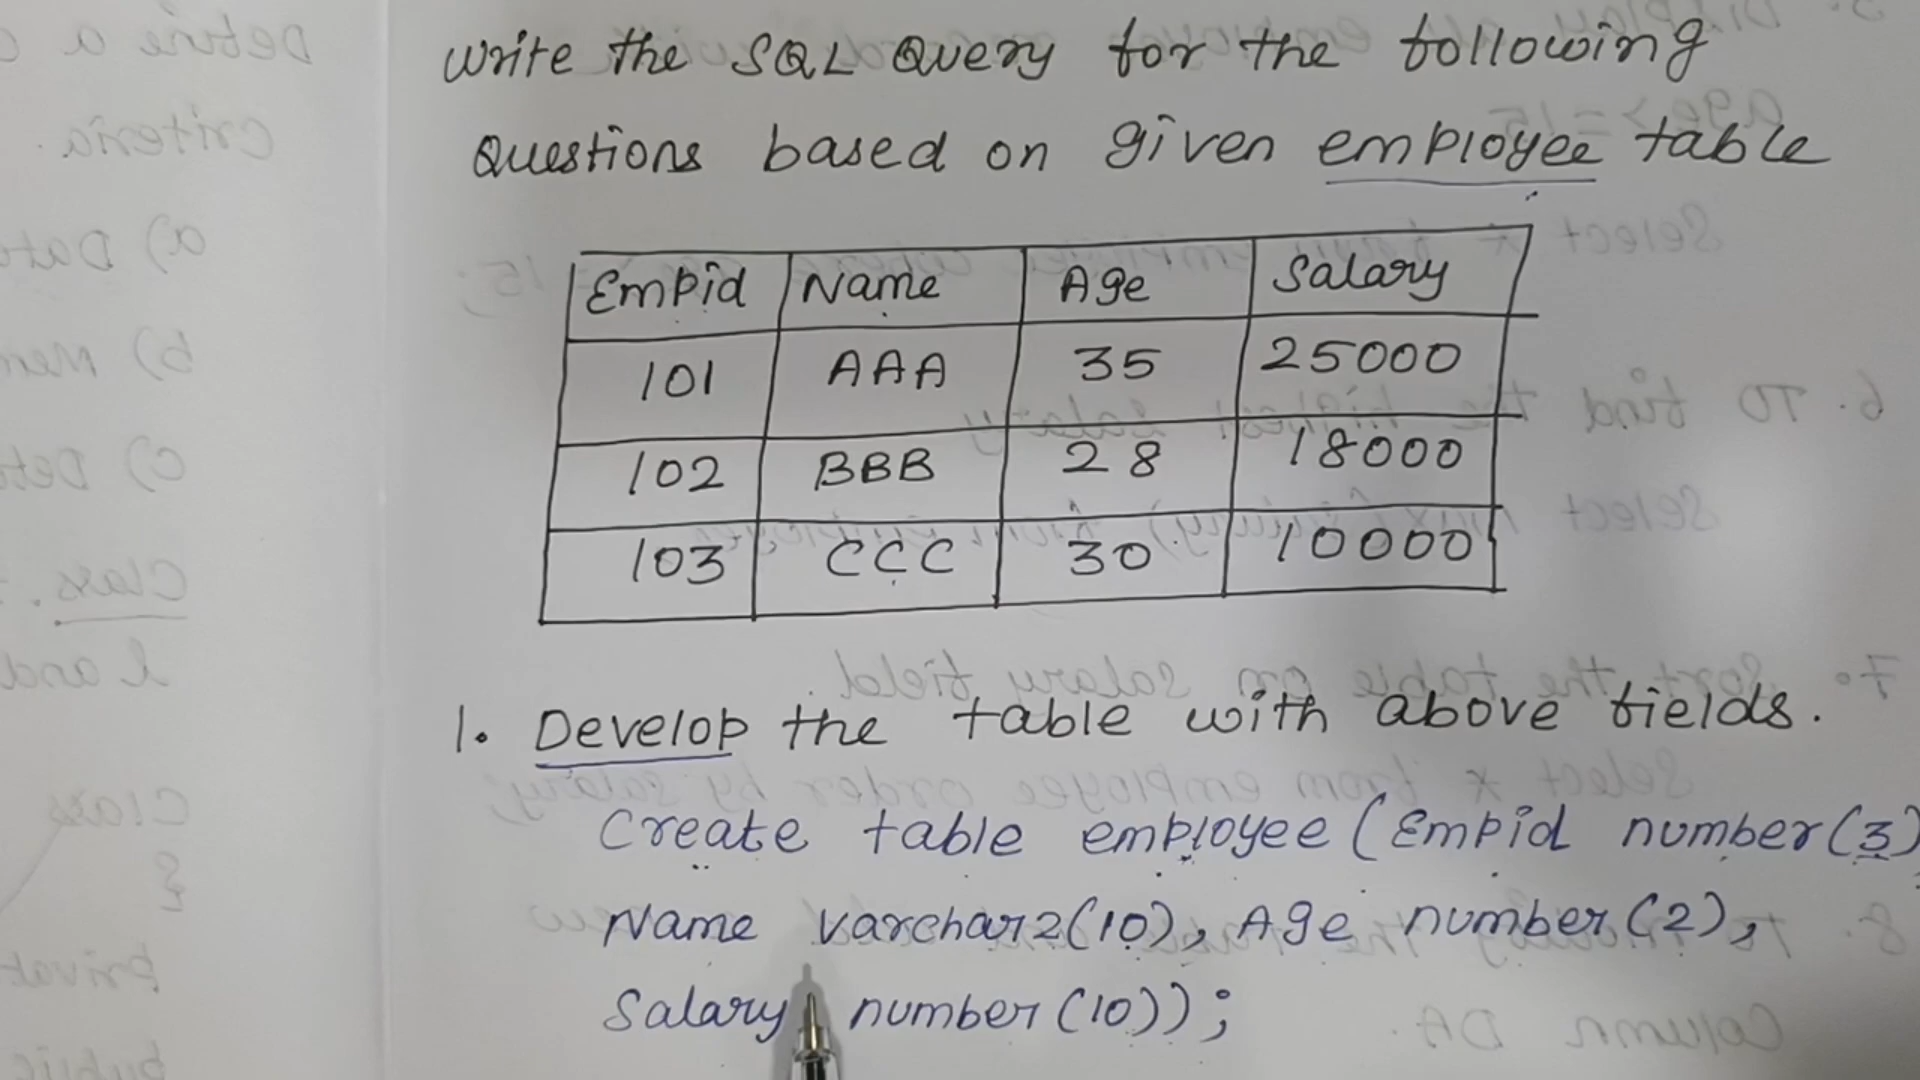 Write the SQL Query for the following
Questions based on given employee table
Empid Name Age Salary
101 AAA 35 25000
102 BBB 28 18000
103 CCC 30 10000
1. Develop the table with above fields.
Create table employee (Empid number(3)
Name varchar2(10), Age number(2),
Salary number(10));